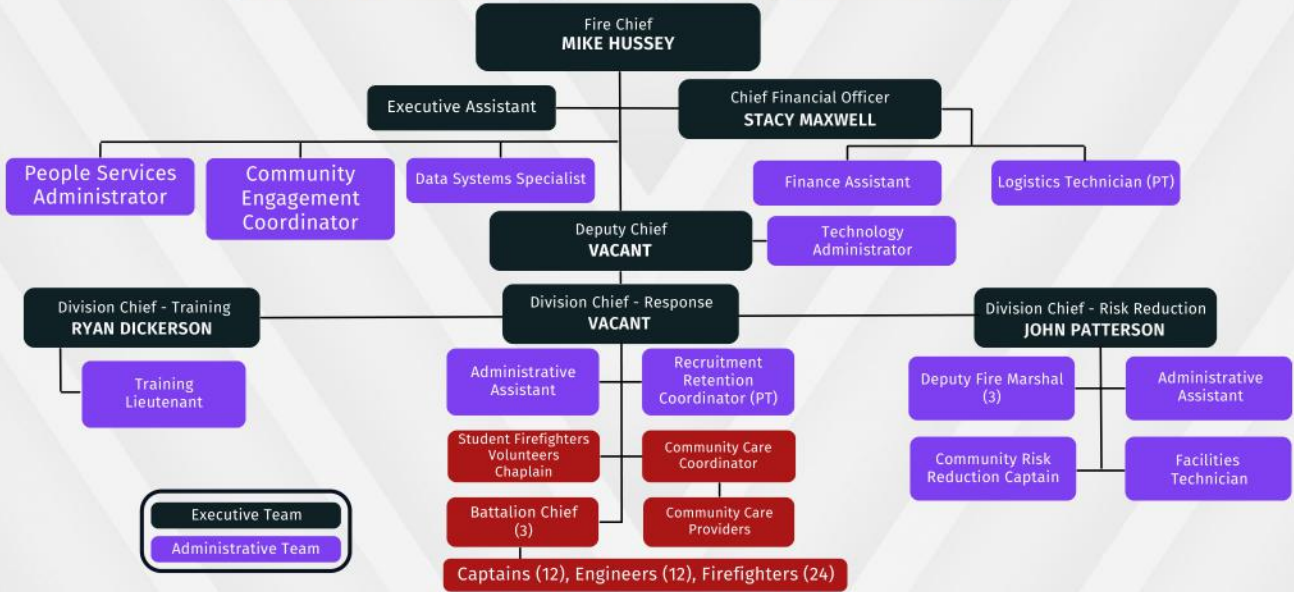 Fire Chief
MIKE HUSSEY
Executive Assistant
Chief Financial Officer
STACY MAXWELL
People Services
Administrator
Community
Engagement
Coordinator
Data Systems Specialist
Finance Assistant
Logistics Technician (PT)
Deputy Chief
VACANT
Technology
Administrator
Division Chief - Training
RYAN DICKERSON
Division Chief - Response
VACANT
Division Chief - Risk Reduction
JOHN PATTERSON
Training
Lieutenant
Administrative
Assistant
Recruitment
Retention
Coordinator (PT)
Deputy Fire Marshal
(3)
Administrative
Assistant
Student Firefighters
Volunteers
Chaplain
Community Care
Coordinator
Community Risk
Reduction Captain
Facilities
Technician
Battalion Chief
(3)
Community Care
Providers
Captains (12), Engineers (12), Firefighters (24)
Executive Team
Administrative Team